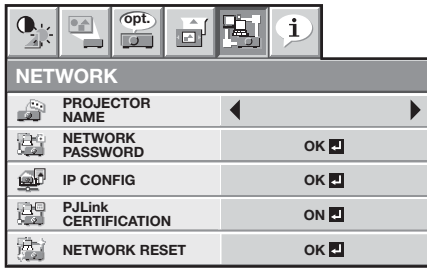 opt.
i
NETWORK
PROJECTOR
NAME
NETWORK
PASSWORD
OK
IP CONFIG
OK
PJLink
CERTIFICATION
ON
NETWORK RESET
OK